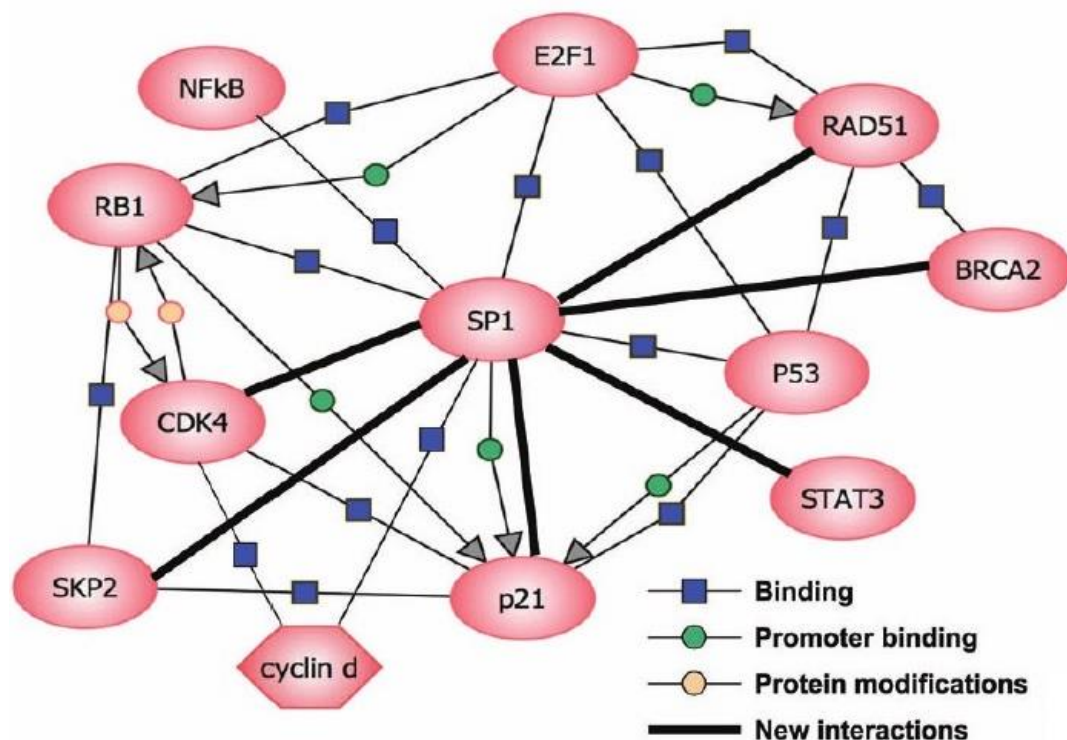 E2F1
NFkB
RAD51
RB1
BRCA2
SP1
P53
CDK4
STAT3
SKP2
p21
cyclin d
Binding
Promoter binding
Protein modifications
New interactions